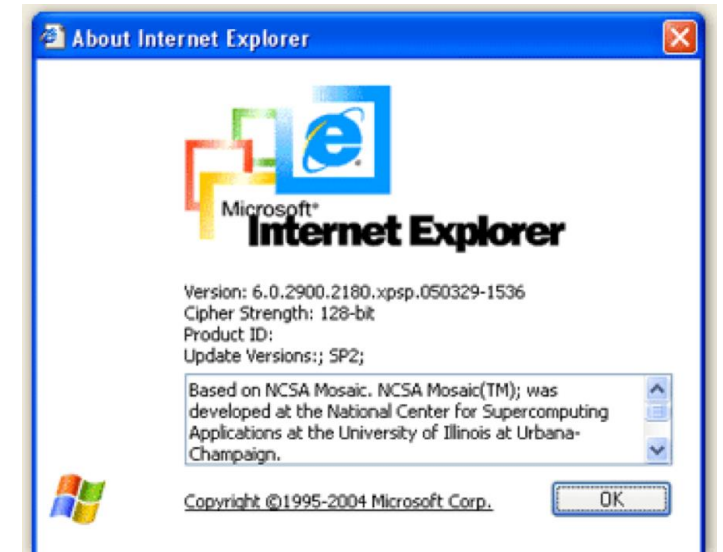 About Internet Explorer
Microsoft®
Internet Explorer
Version: 6.0.2900.2180.xpsp.050329-1536
Cipher Strength: 128-bit
Product ID:
Update Versions:; SP2;
Based on NCSA Mosaic. NCSA Mosaic(TM); was
developed at the National Center for Supercomputing
Applications at the University of Illinois at Urbana-
Champaign.
Copyright ©1995-2004 Microsoft Corp.
OK